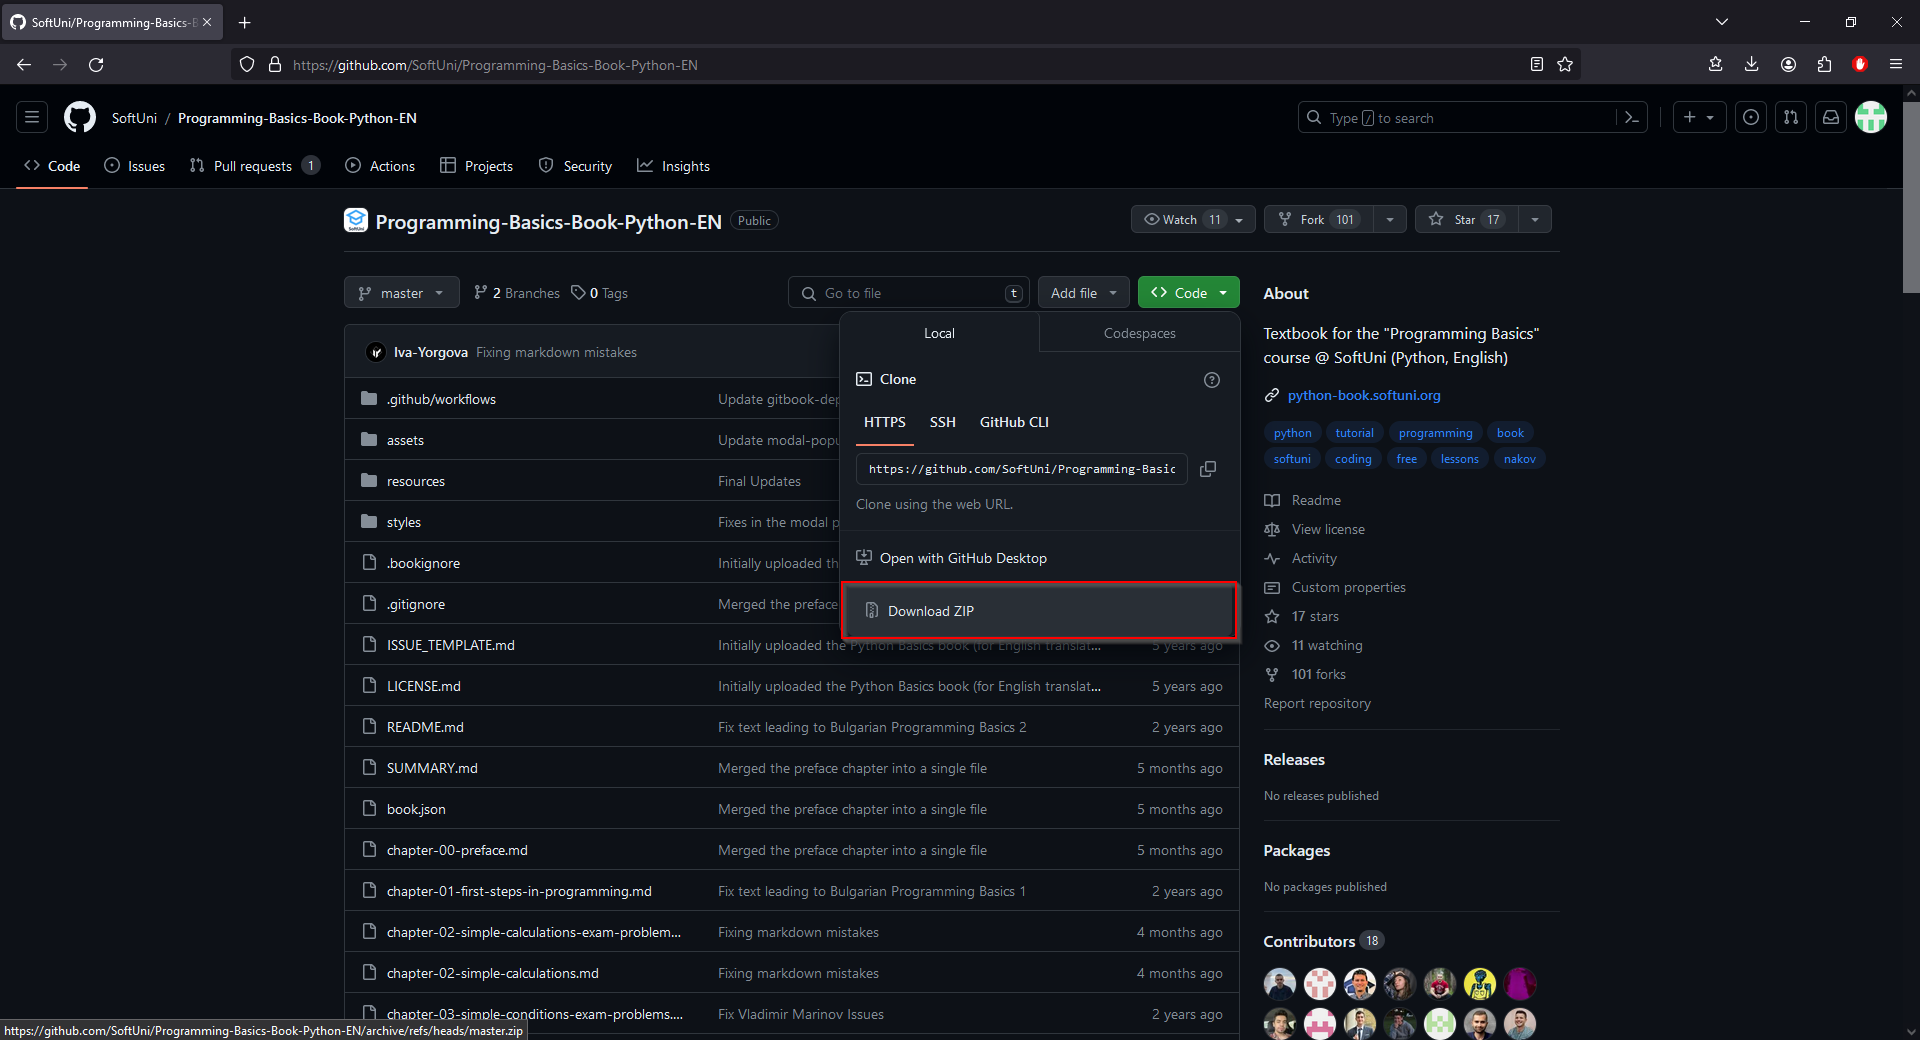 SoftUni/Programming-Basics-B
https://github.com/SoftUni/Programming-Basics-Book-Python-EN
SoftUni / Programming-Basics-Book-Python-EN
Type / to search
Code
Issues
Pull requests 1
Actions
Projects
Security
Insights
SoftUni
Programming-Basics-Book-Python-EN Public
Watch 11
Fork 101
Star 17
master
2 Branches
0 Tags
Go to file t
Add file
Code
Local
Codespaces
Clone
HTTPS
SSH
GitHub CLI
https://github.com/SoftUni/Programming-Basic
Clone using the web URL.
Open with GitHub Desktop
Download ZIP
Iva-Yorgova Fixing markdown mistakes
.github/workflows Update gitbook-dep
assets Update modal-popu
resources Final Updates
styles Fixes in the modal p
.bookignore Initially uploaded th
.gitignore Merged the preface
ISSUE_TEMPLATE.md Initially uploaded the Python Basics book (for English translat... 5 years ago
LICENSE.md Initially uploaded the Python Basics book (for English translat... 5 years ago
README.md Fix text leading to Bulgarian Programming Basics 2 2 years ago
SUMMARY.md Merged the preface chapter into a single file 5 months ago
book.json Merged the preface chapter into a single file 5 months ago
chapter-00-preface.md Merged the preface chapter into a single file 5 months ago
chapter-01-first-steps-in-programming.md Fix text leading to Bulgarian Programming Basics 1 2 years ago
chapter-02-simple-calculations-exam-problem... Fixing markdown mistakes 4 months ago
chapter-02-simple-calculations.md Fixing markdown mistakes 4 months ago
chapter-03-simple-conditions-exam-problems.... Fix Vladimir Marinov Issues 2 years ago
About
Textbook for the "Programming Basics"
course @ SoftUni (Python, English)
python-book.softuni.org
python tutorial programming book
softuni coding free lessons nakov
Readme
View license
Activity
Custom properties
17 stars
11 watching
101 forks
Report repository
Releases
No releases published
Packages
No packages published
Contributors 18
https://github.com/SoftUni/Programming-Basics-Book-Python-EN/archive/refs/heads/master.zip